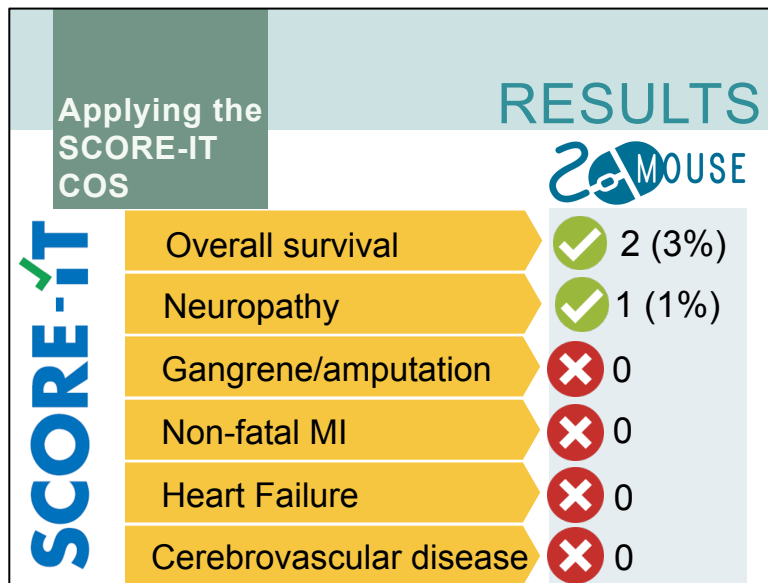 Applying the
SCORE-IT
COS
RESULTS
MOUSE
SCORE-iT
Overall survival 2 (3%)
Neuropathy 1 (1%)
Gangrene/amputation 0
Non-fatal MI 0
Heart Failure 0
Cerebrovascular disease 0